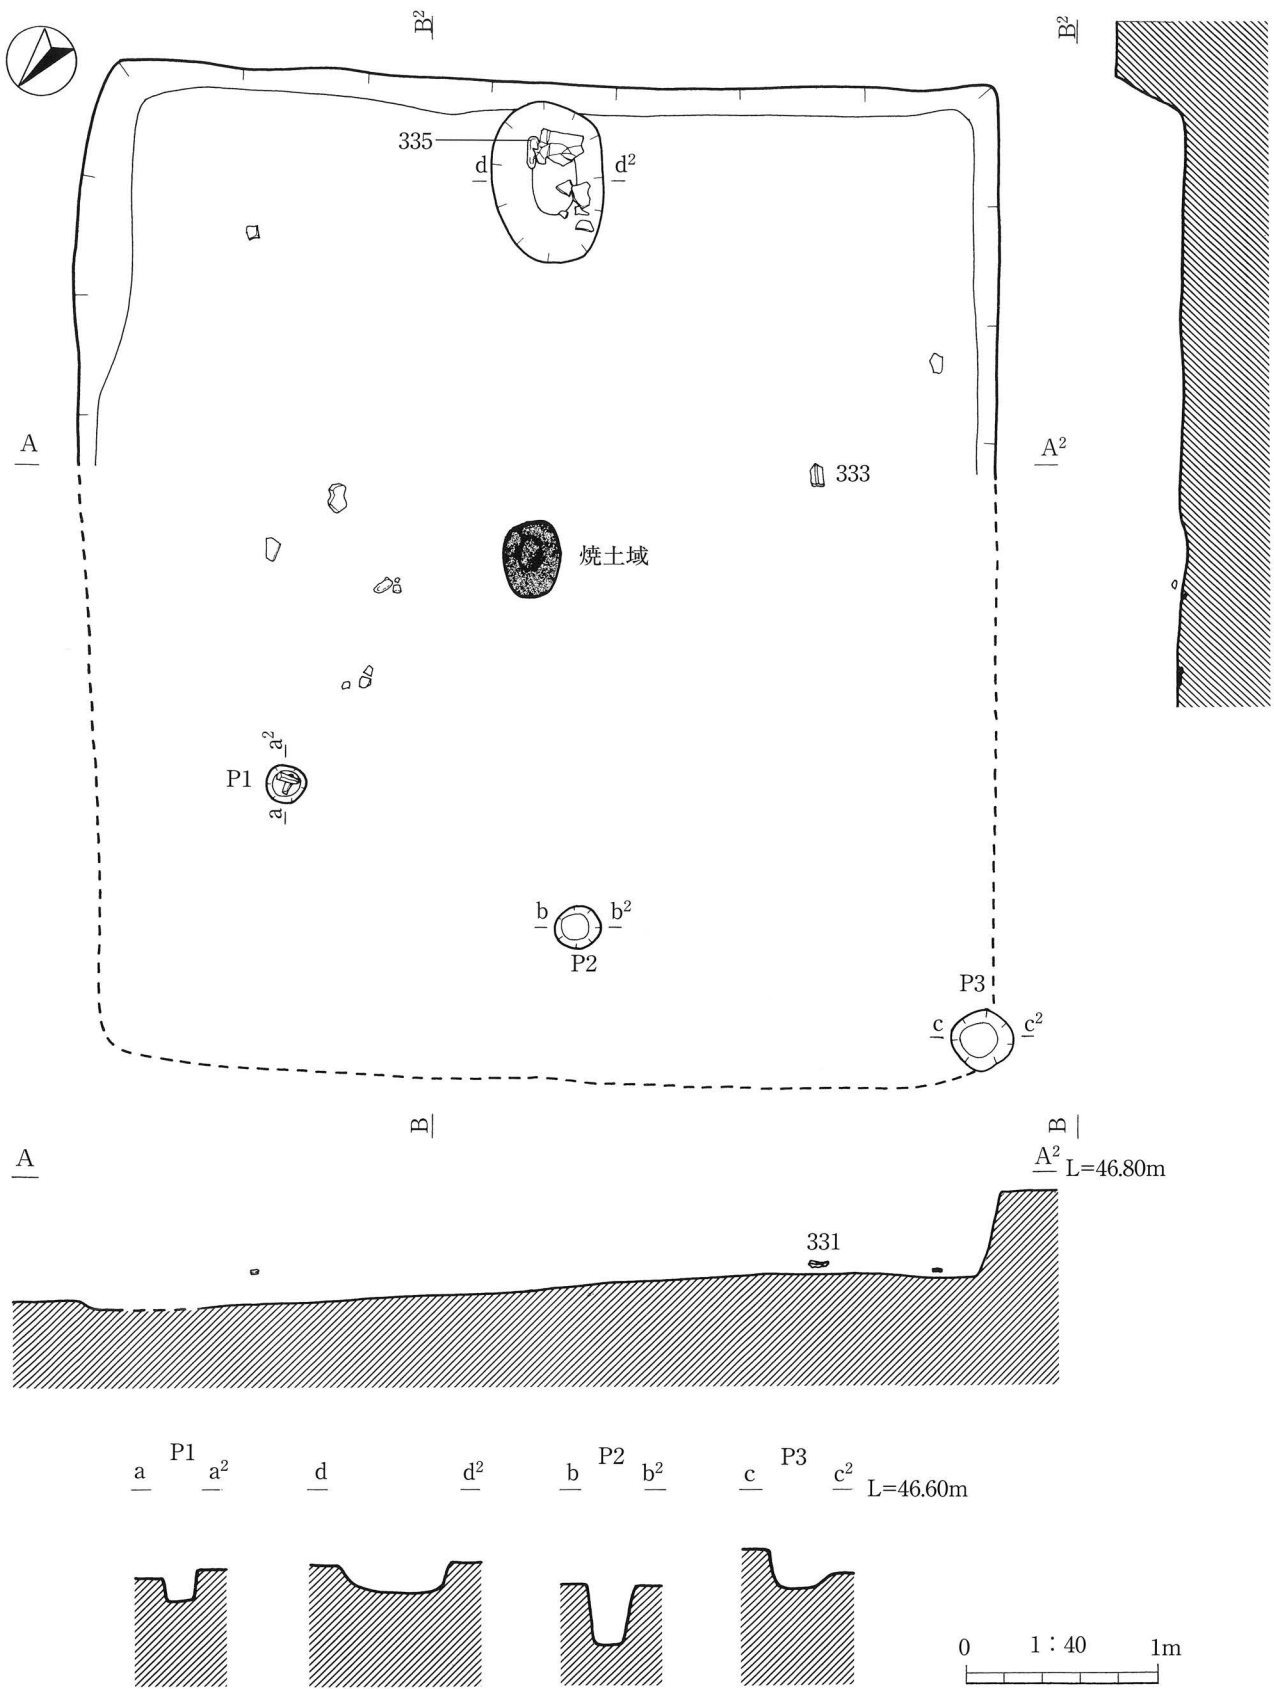 B²
B²
335
d
d²
A
A²
333
焼土域
a²
P1
a
b
b²
P2
P3
c
c²
B
B
A
A²
L=46.80m
331
P1
a
a²
d
d²
P2
b
b²
P3
c
c²
L=46.60m
0
1：40
1m